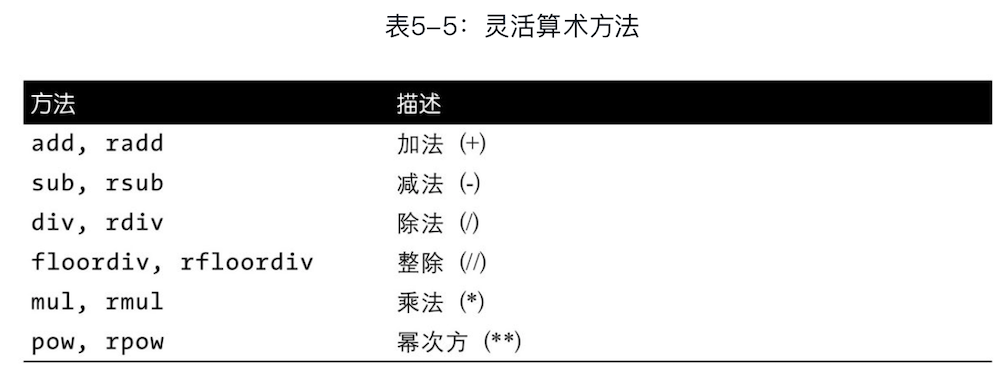 表5-5：灵活算术方法
方法 描述
add, radd 加法 (+)
sub, rsub 减法 (-)
div, rdiv 除法 (/)
floordiv, rfloordiv 整除 (//)
mul, rmul 乘法 (*)
pow, rpow 幂次方 (**)